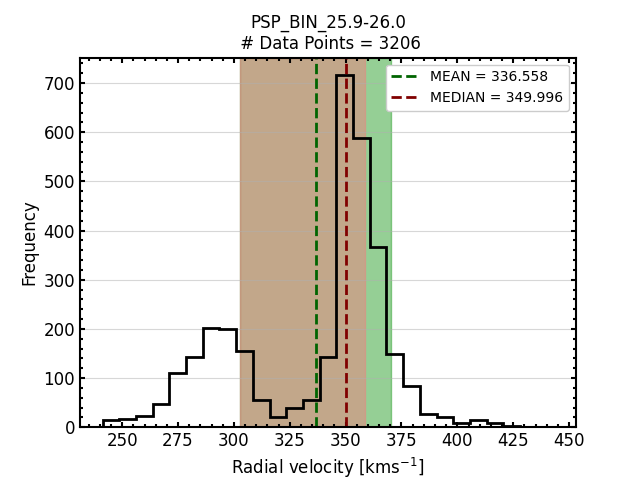 PSP_BIN_25.9-26.0
# Data Points = 3206
MEAN = 336.558
MEDIAN = 349.996
Frequency
700
600
500
400
300
200
100
0
250 275 300 325 350 375 400 425 450
Radial velocity [kms⁻¹]